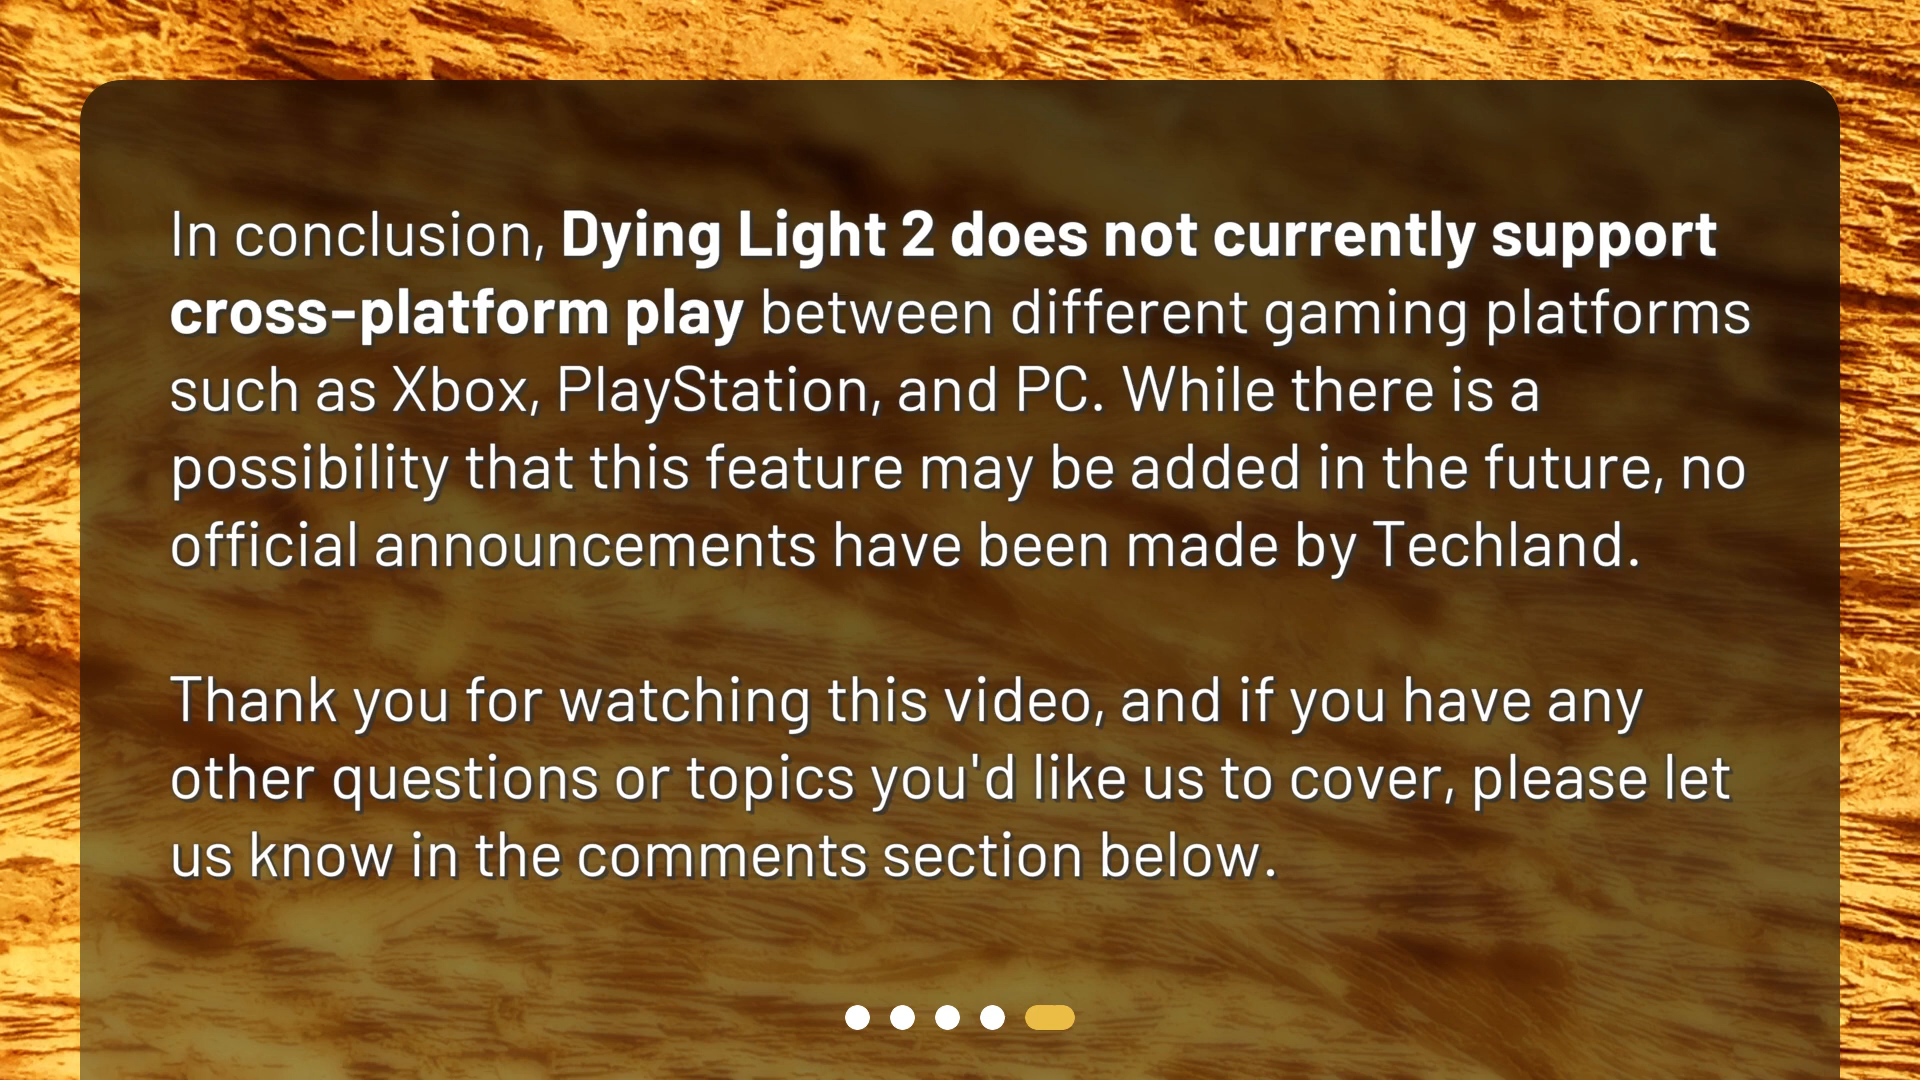 In conclusion, Dying Light 2 does not currently support
cross-platform play between different gaming platforms
such as Xbox, PlayStation, and PC. While there is a
possibility that this feature may be added in the future, no
official announcements have been made by Techland.
Thank you for watching this video, and if you have any
other questions or topics you'd like us to cover, please let
us know in the comments section below.